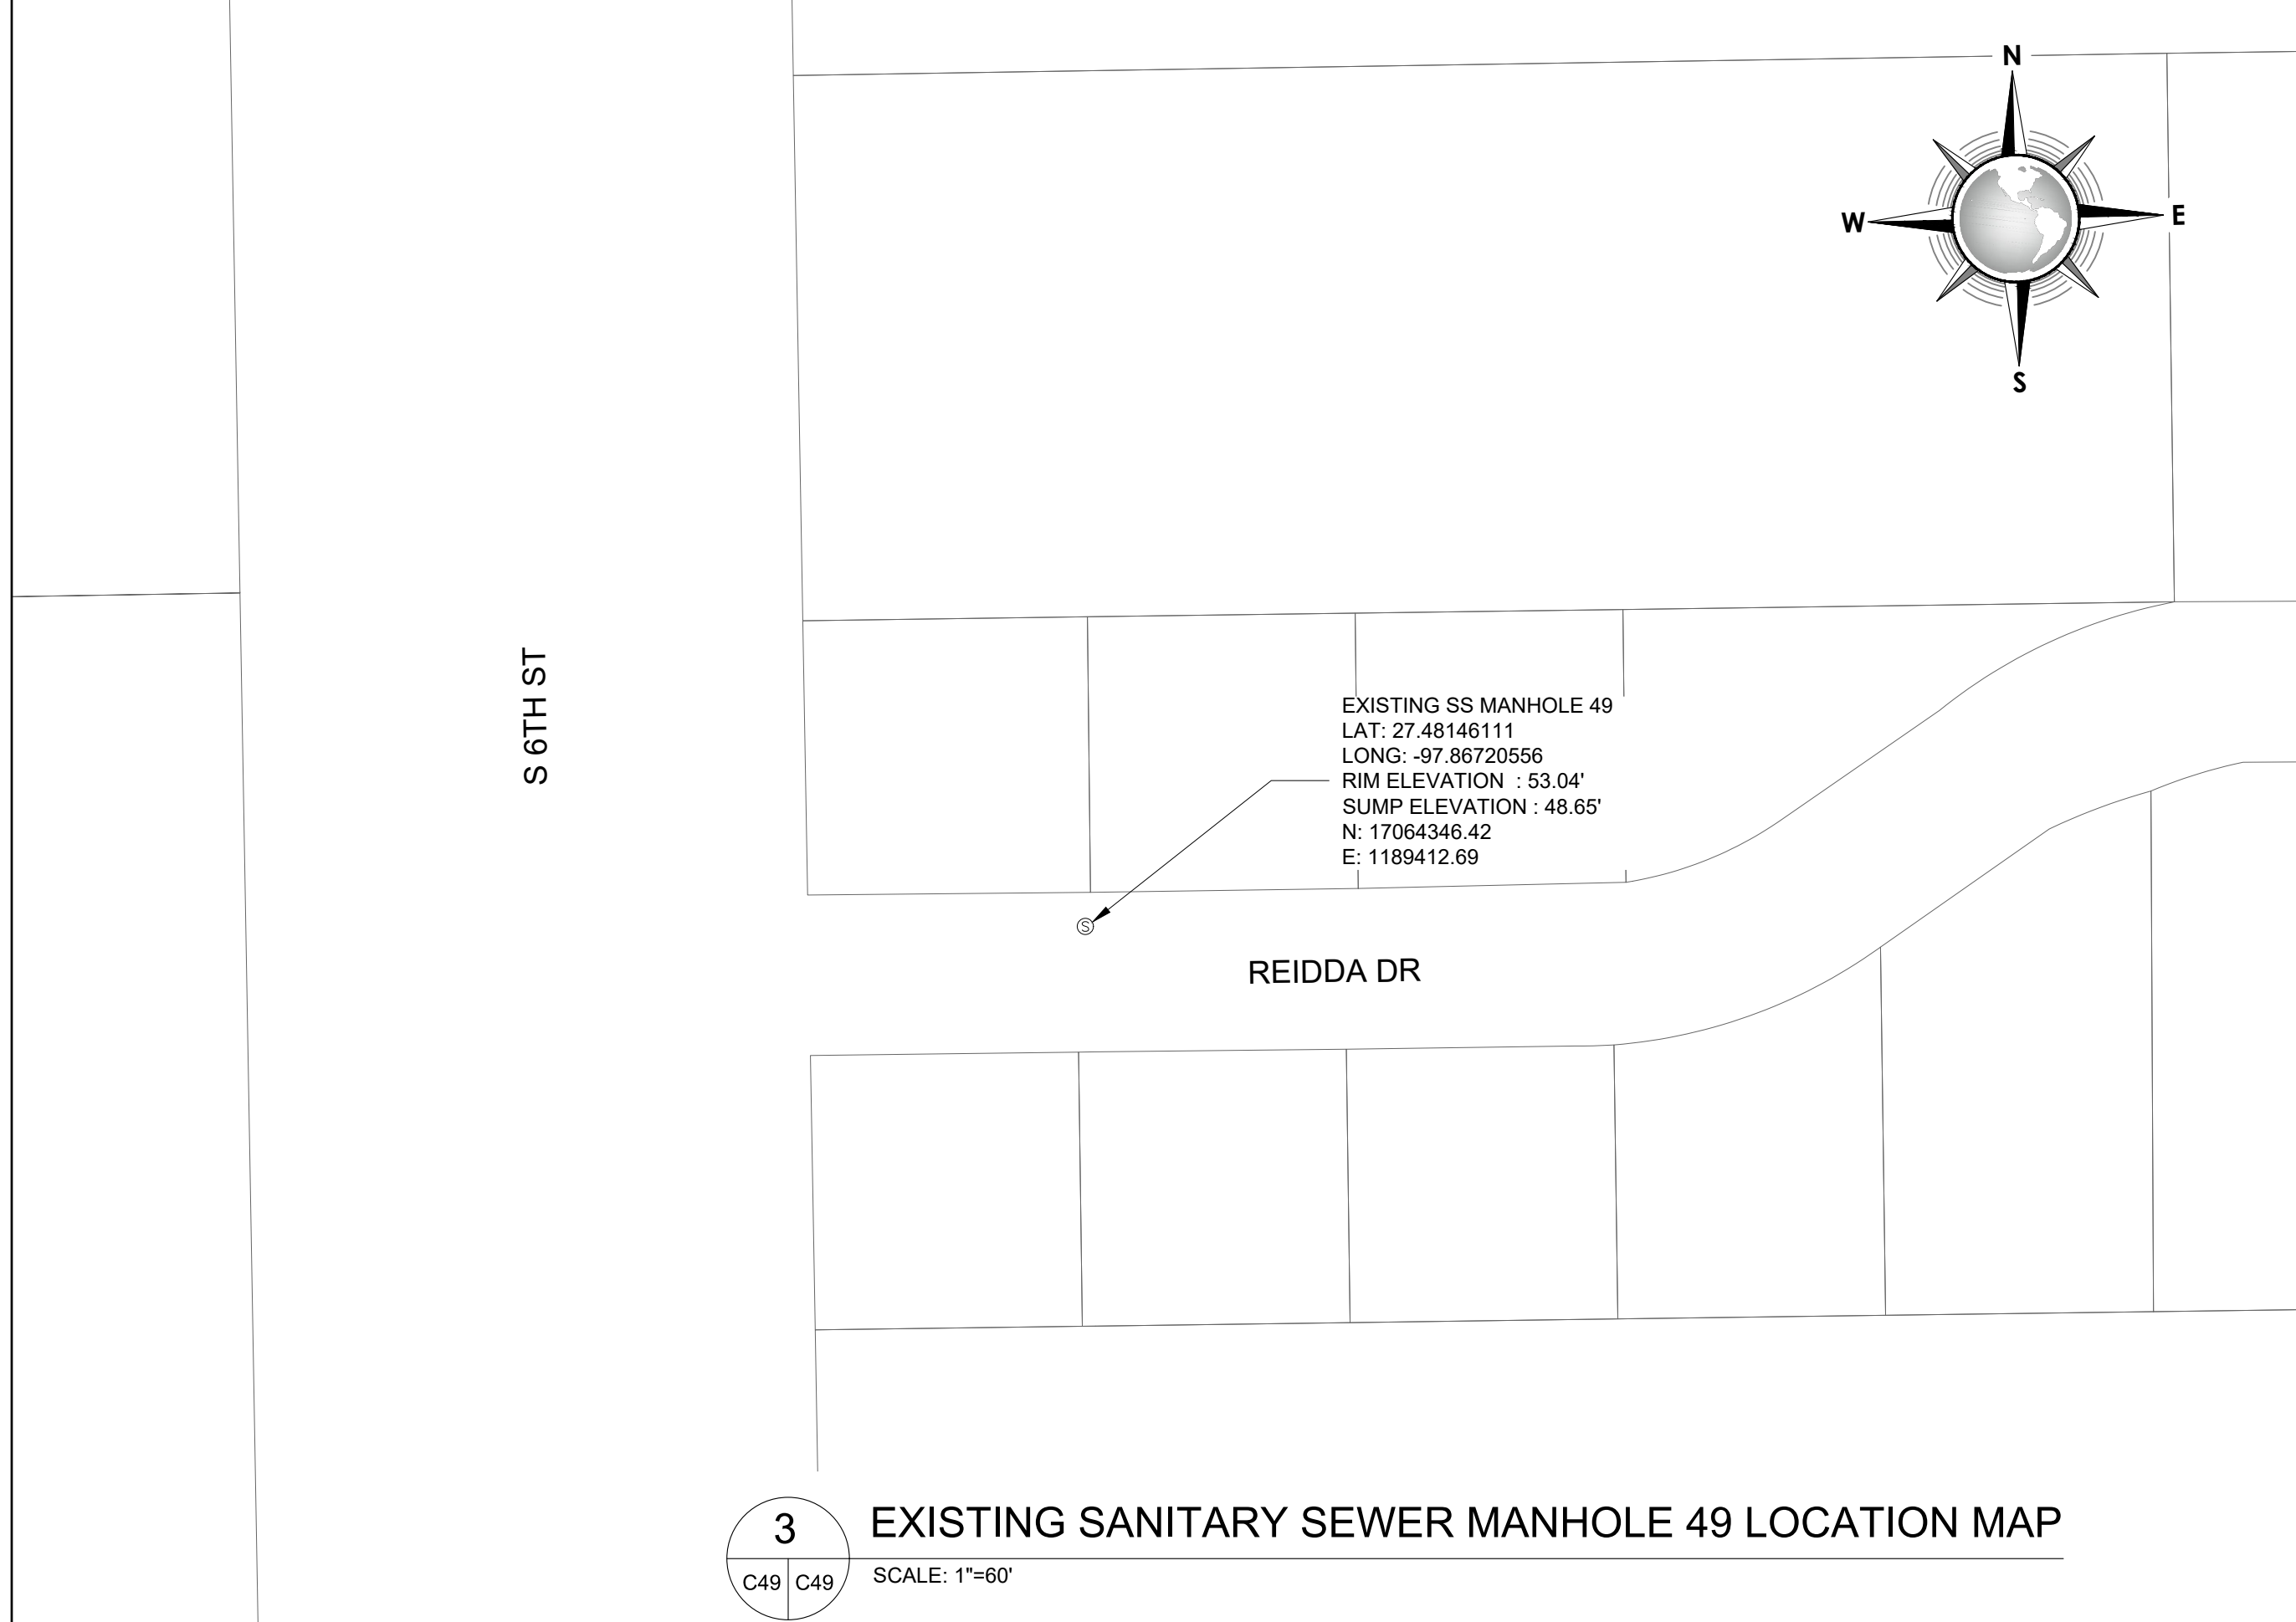 N
W
E
S
S 6TH ST
EXISTING SS MANHOLE 49
LAT: 27.48146111
LONG: -97.86720556
RIM ELEVATION : 53.04'
SUMP ELEVATION : 48.65'
N: 17064346.42
E: 1189412.69
S
REIDDA DR
3
C49 C49
EXISTING SANITARY SEWER MANHOLE 49 LOCATION MAP
SCALE: 1"=60'